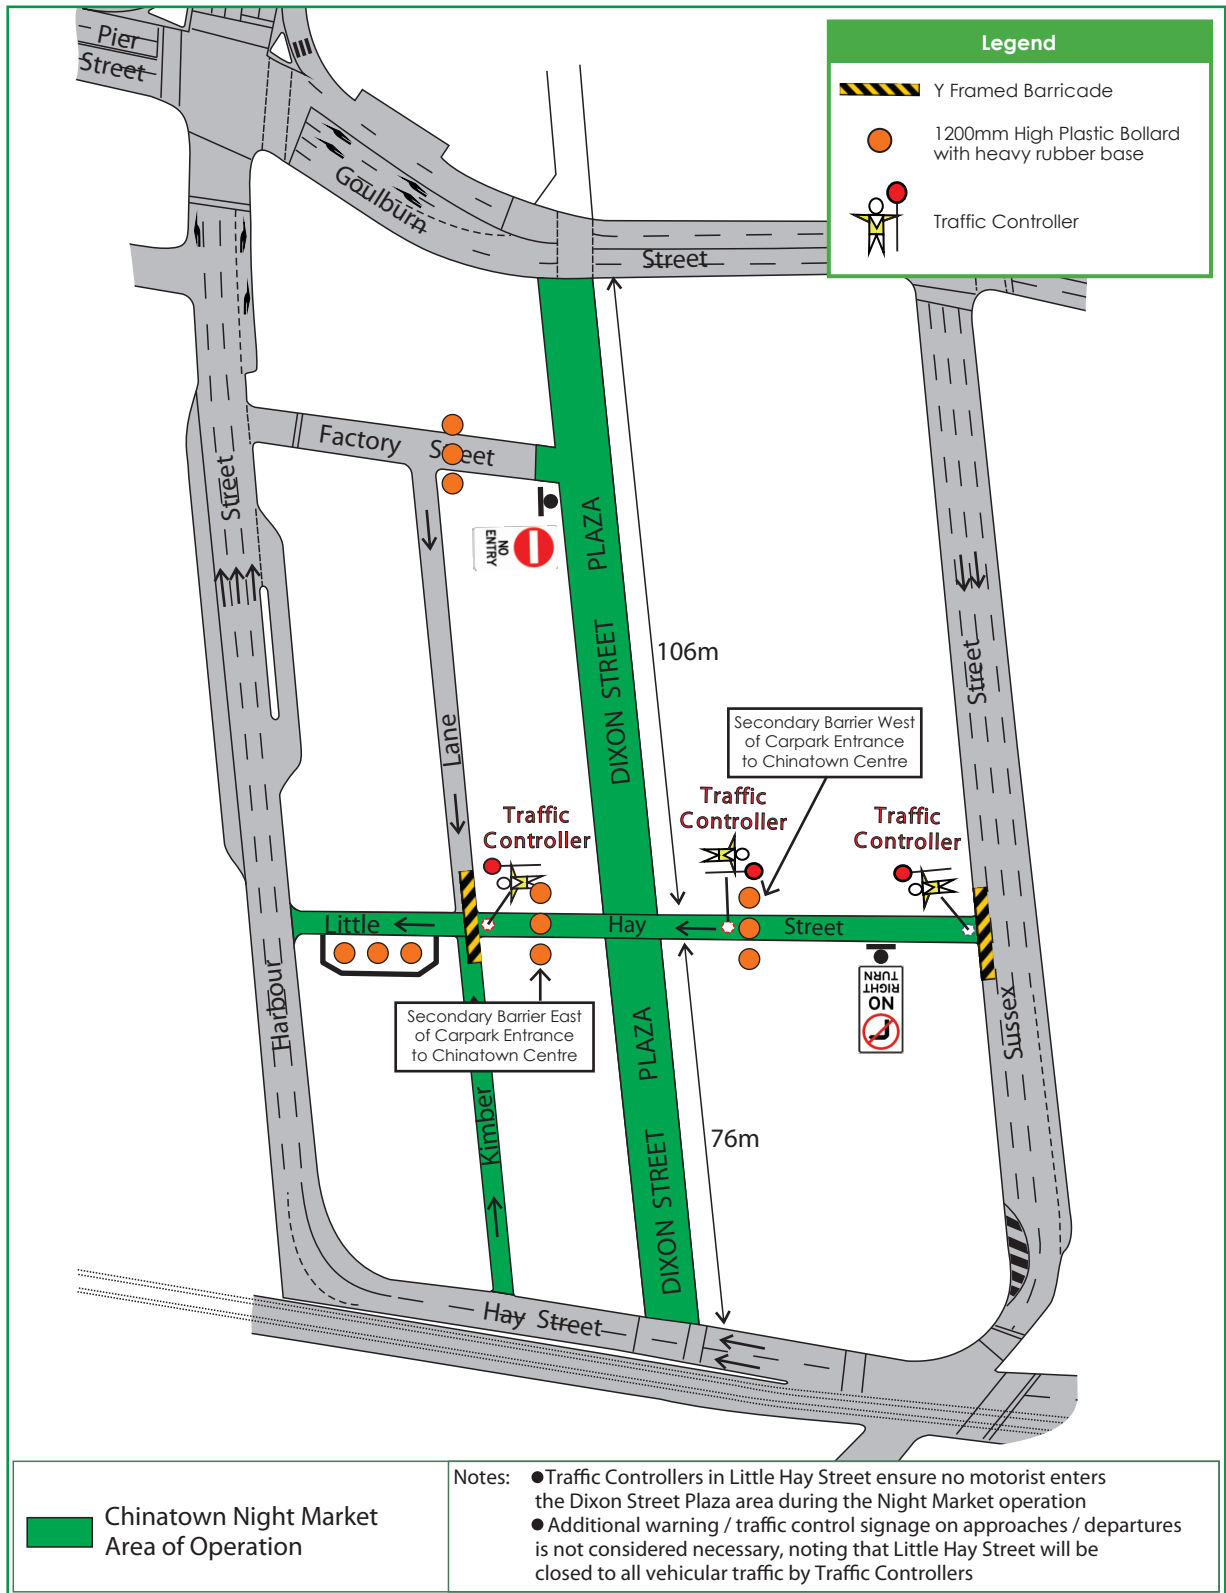 Pier
Street
Legend
Y Framed Barricade
1200mm High Plastic Bollard
with heavy rubber base
Traffic Controller
Goulburn
Street
Factory Street
NO
ENTRY
Street
PLAZA
DIXON STREET
106m
Street
Lane
Secondary Barrier West
of Carpark Entrance
to Chinatown Centre
Traffic
Controller
Traffic
Controller
Traffic
Controller
Little
Hay
Street
NO
RIGHT
TURN
Harbour
Sussex
Secondary Barrier East
of Carpark Entrance
to Chinatown Centre
PLAZA
DIXON STREET
Kimber
76m
Hay Street
Chinatown Night Market
Area of Operation
Notes: ●Traffic Controllers in Little Hay Street ensure no motorist enters
the Dixon Street Plaza area during the Night Market operation
● Additional warning / traffic control signage on approaches / departures
is not considered necessary, noting that Little Hay Street will be
closed to all vehicular traffic by Traffic Controllers